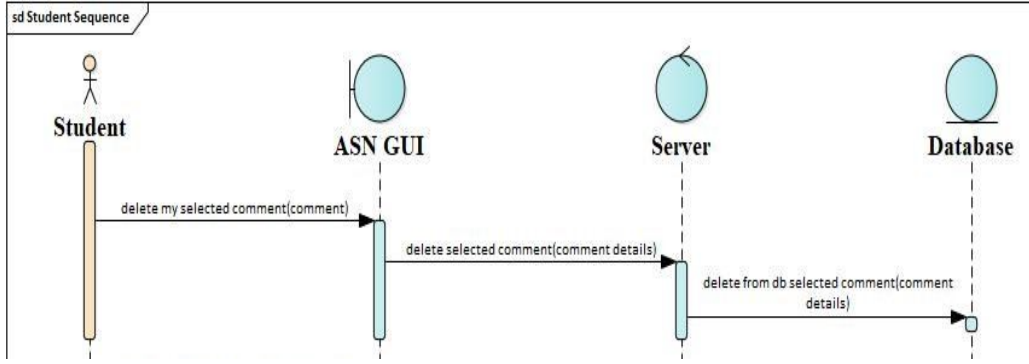 sd Student Sequence
Student
ASN GUI
Server
Database
delete my selected comment(comment)
delete selected comment(comment details)
delete from db selected comment(comment
details)